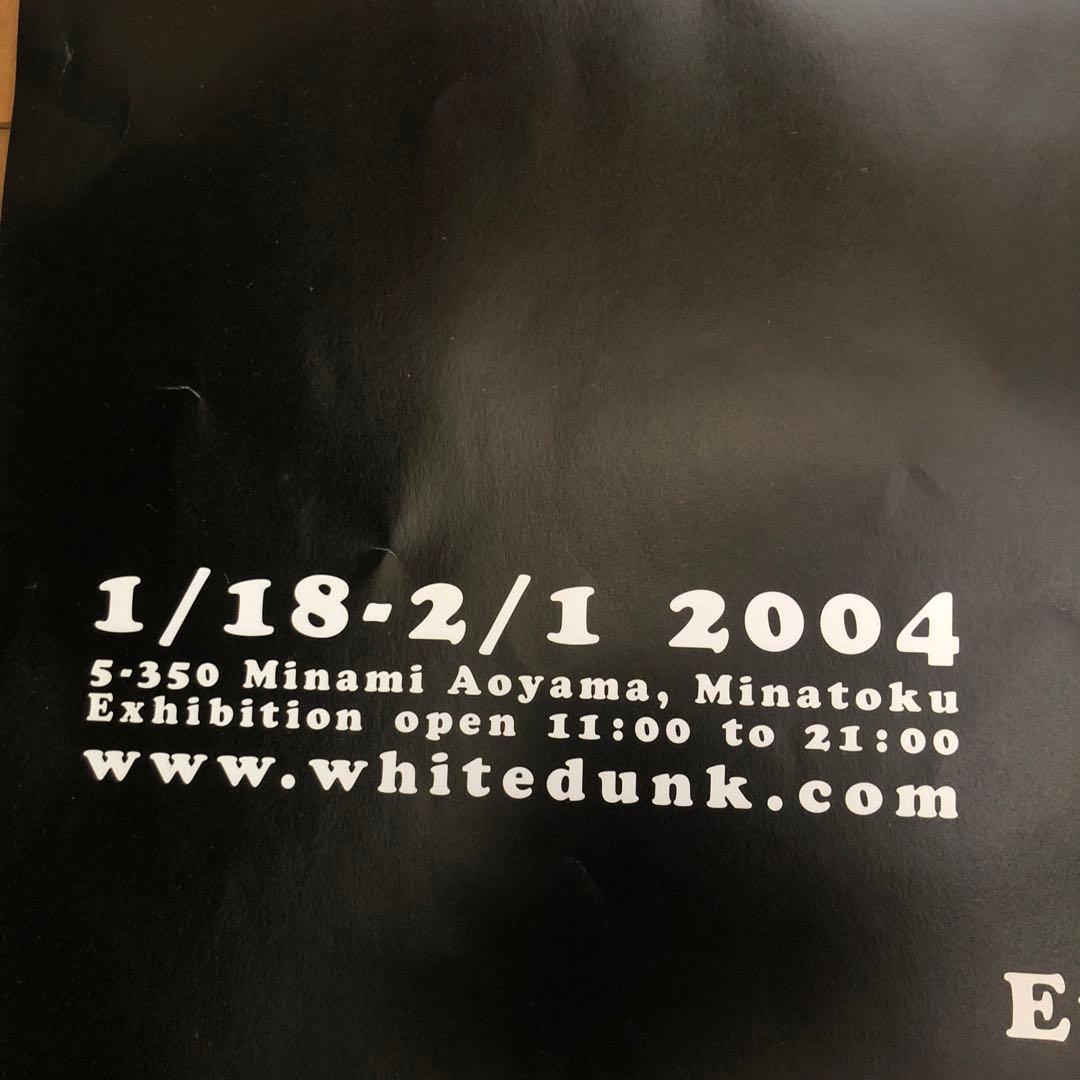 1/18-2/1 2004
5-350 Minami Aoyama, Minatoku
Exhibition open 11:00 to 21:00
www.whitedunk.com